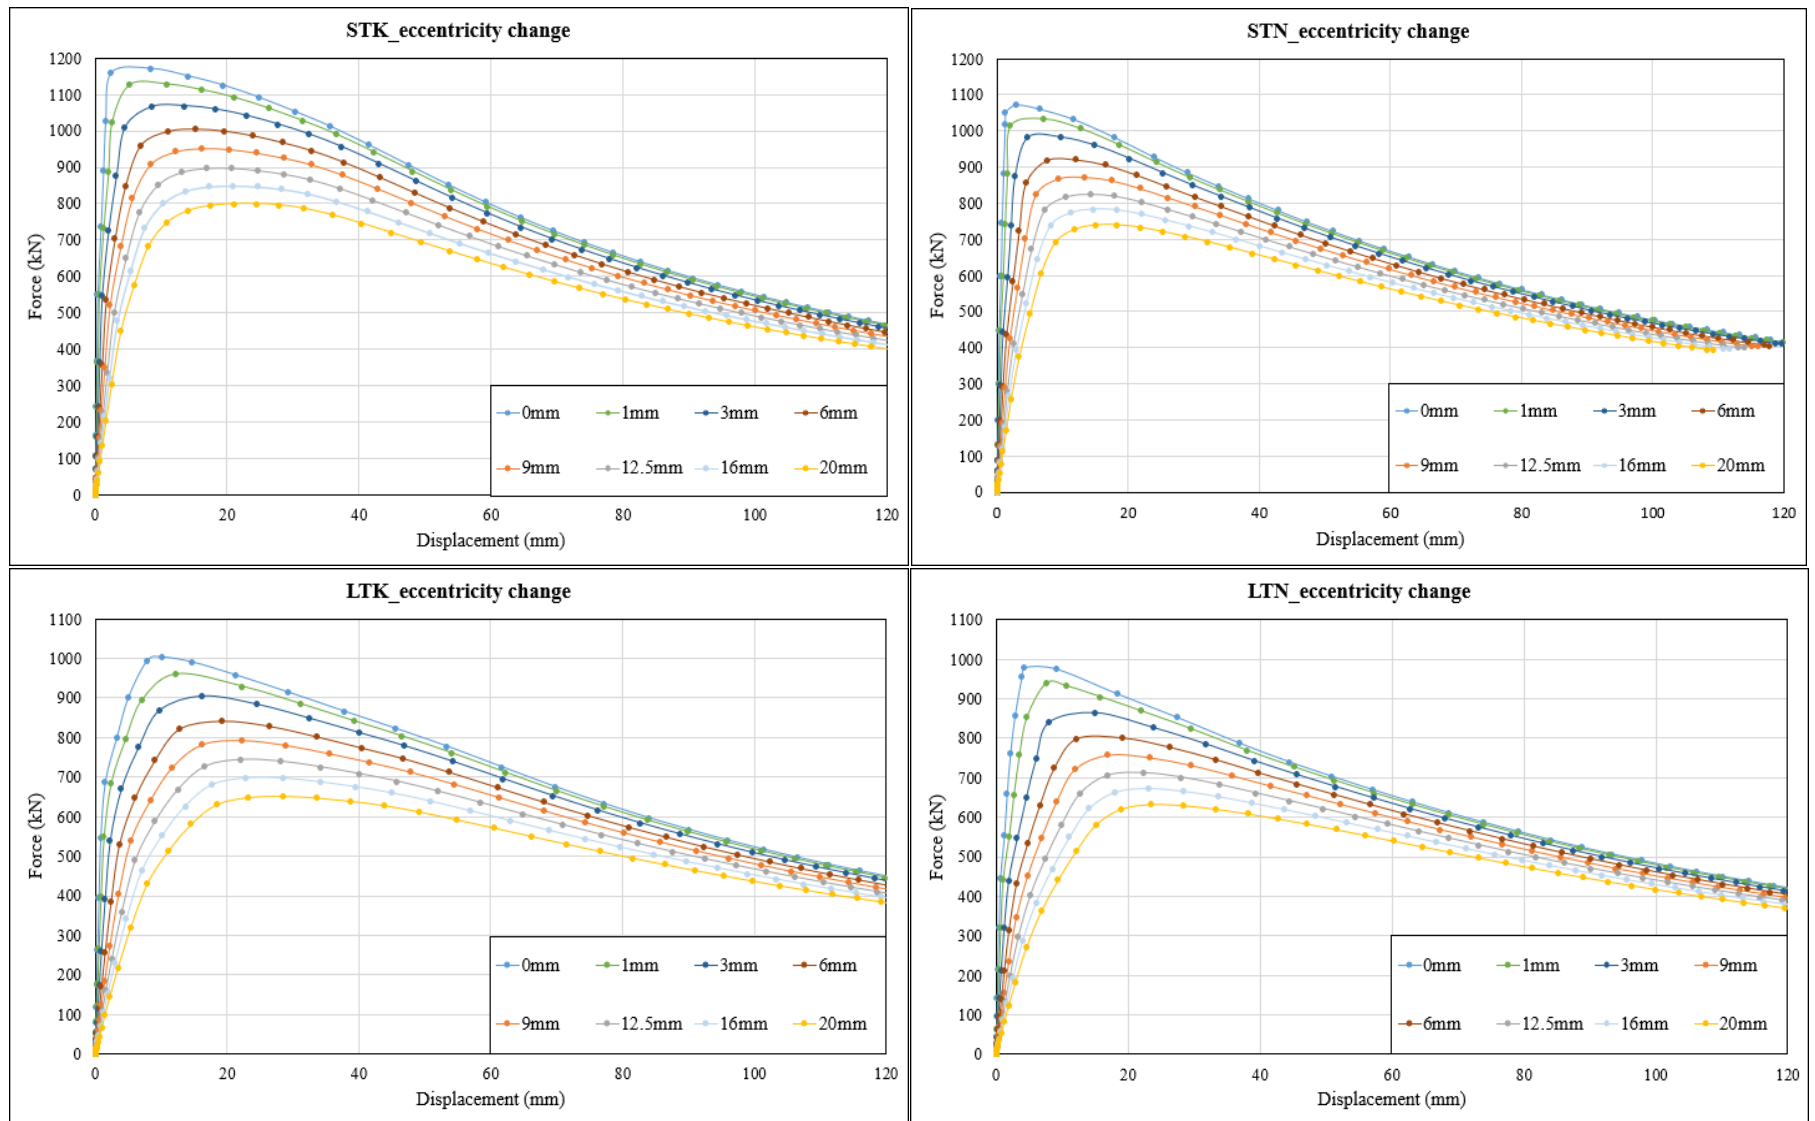 STK_eccentricity change
1200
1100
1000
900
800
700
600
500
400
300
200
100
0
Force (kN)
0mm 1mm 3mm 6mm
9mm 12.5mm 16mm 20mm
0 20 40 60 80 100 120
Displacement (mm)
STN_eccentricity change
1200
1100
1000
900
800
700
600
500
400
300
200
100
0
Force (kN)
0mm 1mm 3mm 6mm
9mm 12.5mm 16mm 20mm
0 20 40 60 80 100 120
Displacement (mm)
LTK_eccentricity change
1100
1000
900
800
700
600
500
400
300
200
100
0
Force (kN)
0mm 1mm 3mm 6mm
9mm 12.5mm 16mm 20mm
0 20 40 60 80 100 120
Displacement (mm)
LTN_eccentricity change
1100
1000
900
800
700
600
500
400
300
200
100
0
Force (kN)
0mm 1mm 3mm 9mm
6mm 12.5mm 16mm 20mm
0 20 40 60 80 100 120
Displacement (mm)